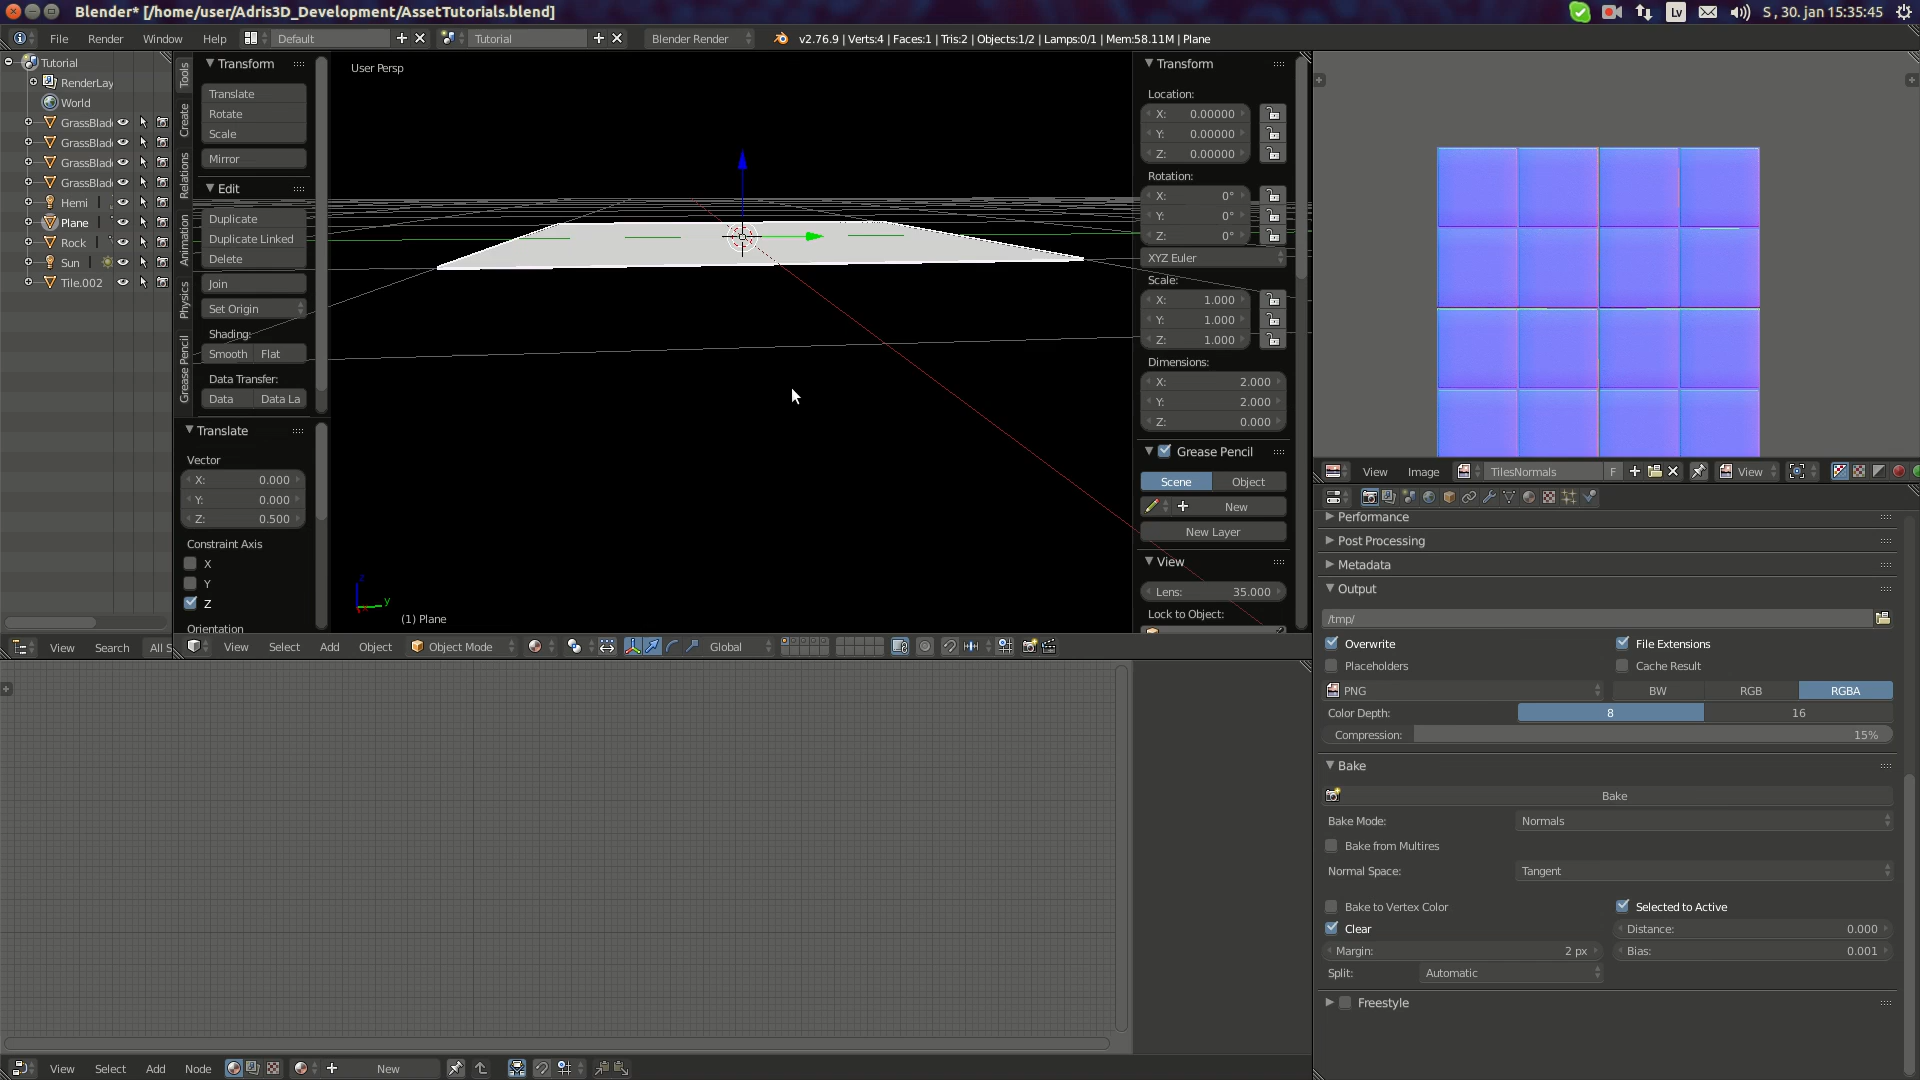 Blender* [/home/user/Adris3D_Development/AssetTutorials.blend]
Lv
S , 30. jan 15:35:45
File Render Window Help Default Tutorial Blender Render v2.76.9 | Verts:4 | Faces:1 | Tris:2 | Objects:1/2 | Lamps:0/1 | Mem:58.11M | Plane
Tutorial
RenderLay
World
GrassBlad
GrassBlad
GrassBlad
GrassBlad
Hemi
Plane
Rock
Sun
Tile.002
View Search All S
Tools
Create
Relations
Animation
Physics
Grease Pencil
Transform
Translate
Rotate
Scale
Mirror
Edit
Duplicate
Duplicate Linked
Delete
Join
Set Origin
Shading:
Smooth Flat
Data Transfer:
Data Data La
Translate
Vector
X: 0.000
Y: 0.000
Z: 0.500
Constraint Axis
X
Y
Z
Orientation
User Persp
z
y
(1) Plane
View Select Add Object Object Mode Global
Transform
Location:
X: 0.00000
Y: 0.00000
Z: 0.00000
Rotation:
X: 0°
Y: 0°
Z: 0°
XYZ Euler
Scale:
X: 1.000
Y: 1.000
Z: 1.000
Dimensions:
X: 2.000
Y: 2.000
Z: 0.000
Grease Pencil
Scene Object
New
New Layer
View
Lens: 35.000
Lock to Object:
View Image TilesNormals F View
Performance
Post Processing
Metadata
Output
/tmp/
Overwrite File Extensions
Placeholders Cache Result
PNG BW RGB RGBA
Color Depth: 8 16
Compression: 15%
Bake
Bake
Bake Mode: Normals
Bake from Multires
Normal Space: Tangent
Bake to Vertex Color Selected to Active
Clear Distance: 0.000
Margin: 2 px Bias: 0.001
Split: Automatic
Freestyle
View Select Add Node New